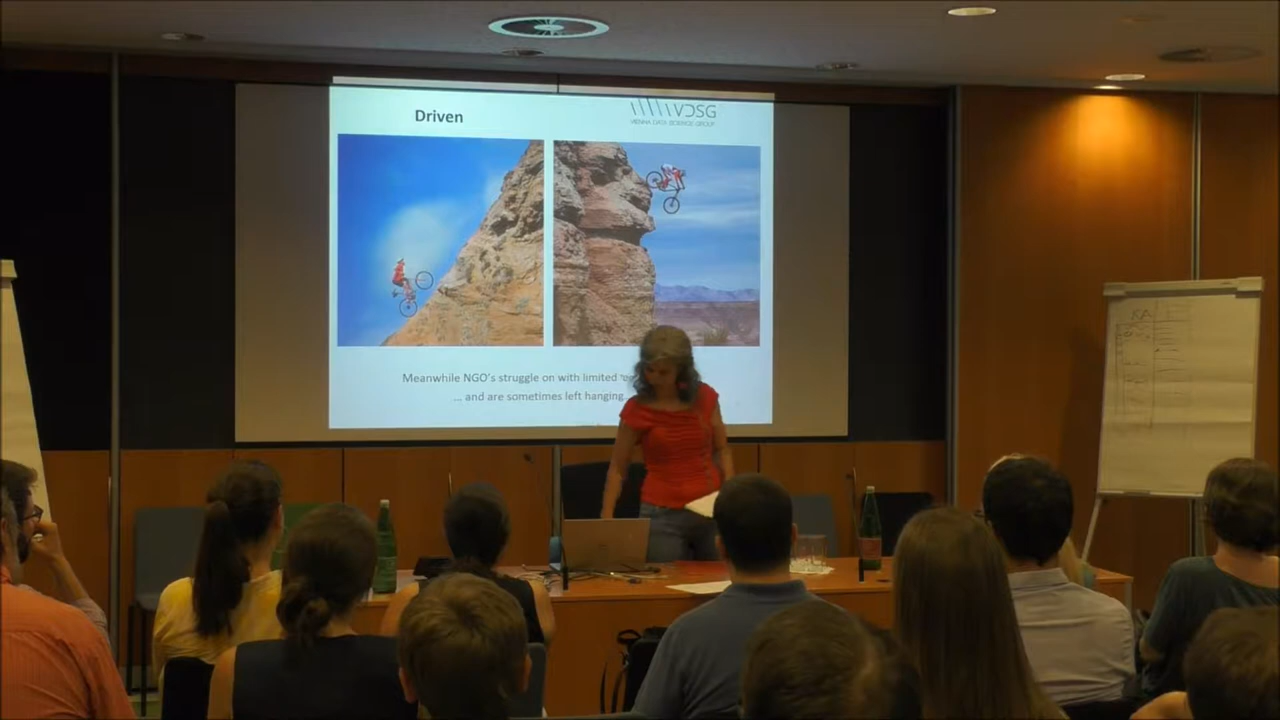 Driven
VDSG
VIENNA DATA SCIENCE GROUP
Meanwhile NGO's struggle on with limited
... and are sometimes left hanging..